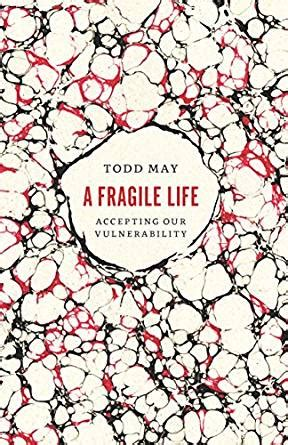 TODD MAY
A FRAGILE LIFE
ACCEPTING OUR
VULNERABILITY